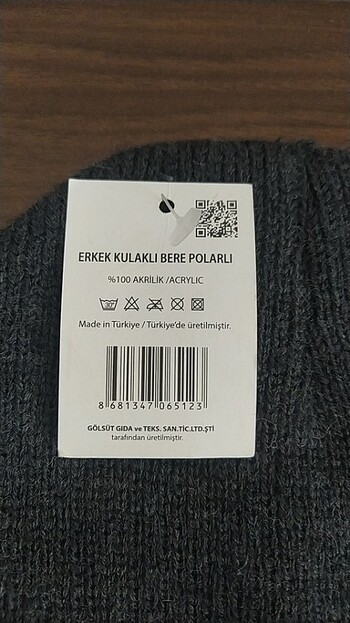 ERKEK KULAKLI BERE POLARLI
%100 AKRİLİK /ACRYLIC
Made in Türkiye / Türkiye'de üretilmiştir.
8 681347 065123
GÖLSÜT GIDA ve TEKS. SAN.TİC.LTD.ŞTİ
tarafından üretilmiştir.